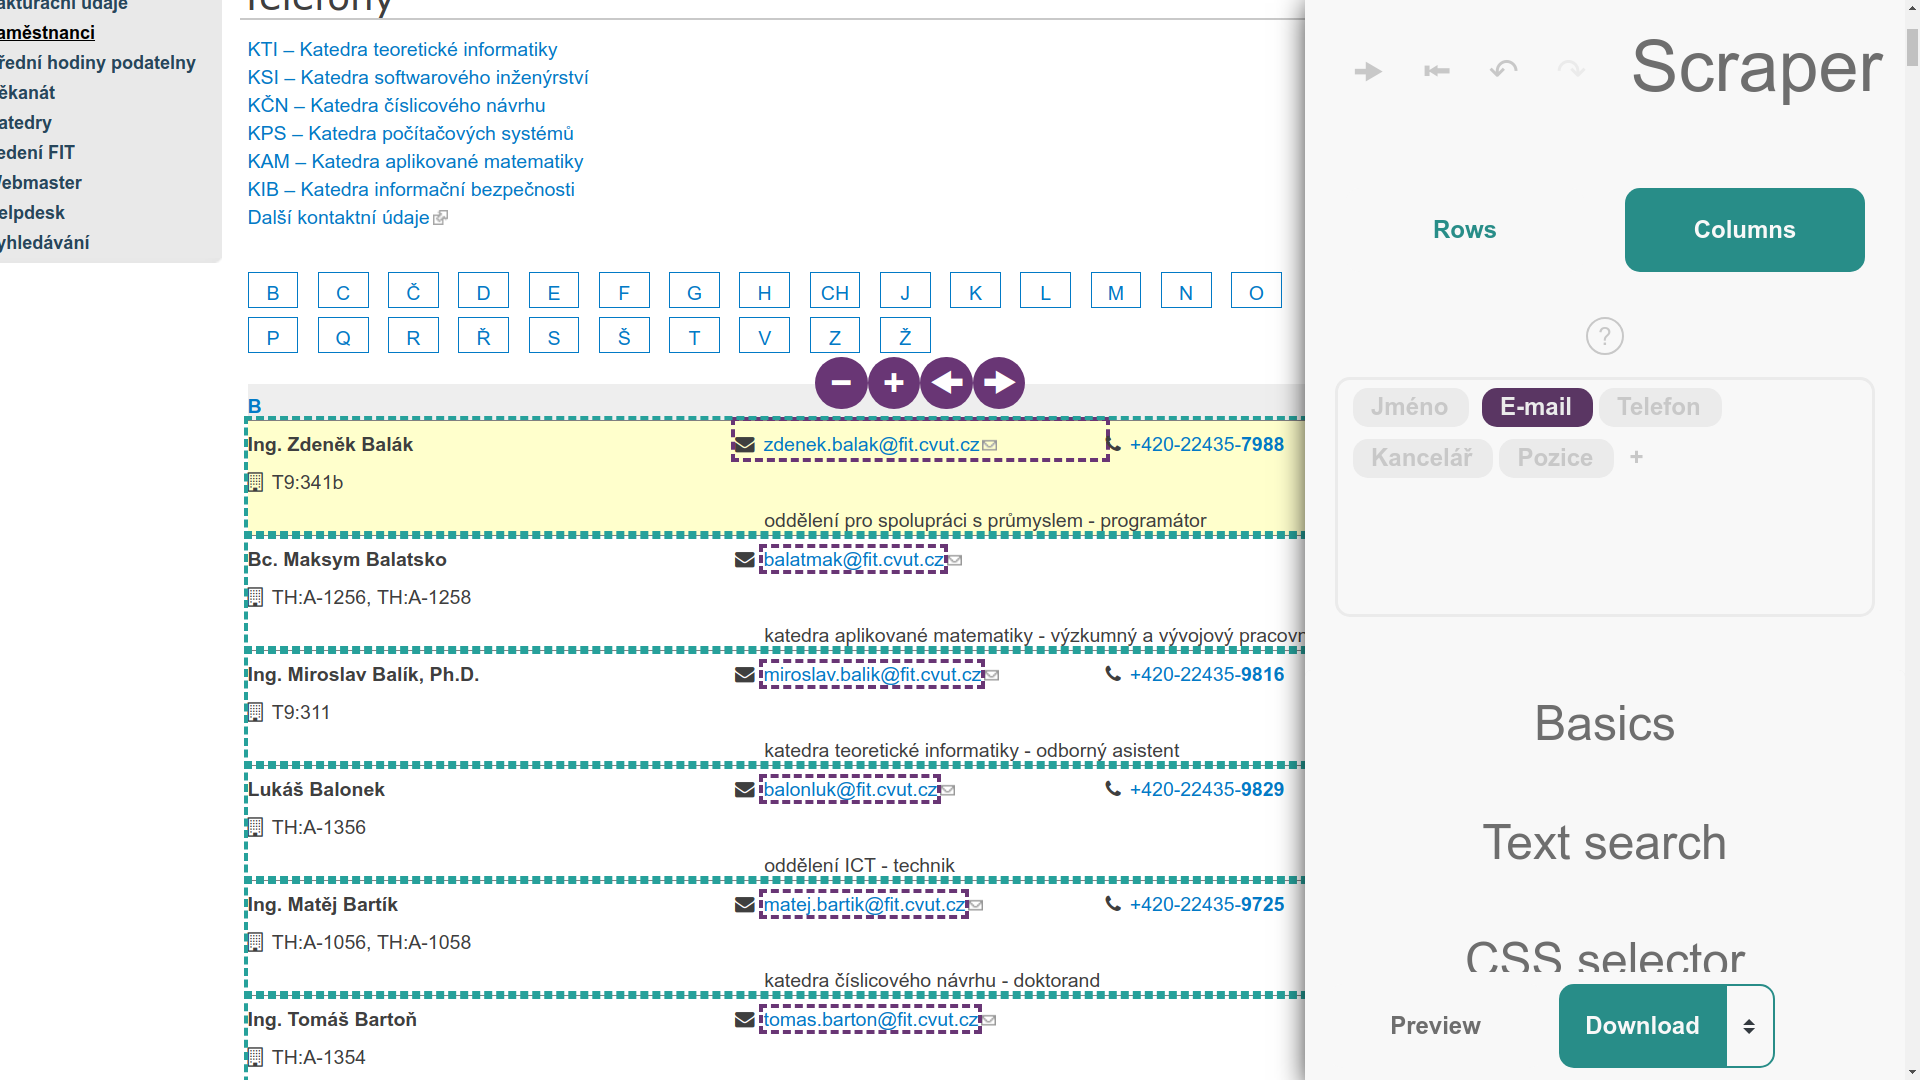 akturační údaje
aměstnanci
řední hodiny podatelny
ěkanát
atedry
edení FIT
ebmaster
elpdesk
yhledávání
Telefony
KTI – Katedra teoretické informatiky
KSI – Katedra softwarového inženýrství
KČN – Katedra číslicového návrhu
KPS – Katedra počítačových systémů
KAM – Katedra aplikované matematiky
KIB – Katedra informační bezpečnosti
Další kontaktní údaje
B C Č D E F G H CH J K L M N O
P Q R Ř S Š T V Z Ž
B
Ing. Zdeněk Balák zdenek.balak@fit.cvut.cz +420-22435-7988
T9:341b
oddělení pro spolupráci s průmyslem - programátor
Bc. Maksym Balatsko balatmak@fit.cvut.cz
TH:A-1256, TH:A-1258
katedra aplikované matematiky - výzkumný a vývojový pracovn
Ing. Miroslav Balík, Ph.D. miroslav.balik@fit.cvut.cz +420-22435-9816
T9:311
katedra teoretické informatiky - odborný asistent
Lukáš Balonek balonluk@fit.cvut.cz +420-22435-9829
TH:A-1356
oddělení ICT - technik
Ing. Matěj Bartík matej.bartik@fit.cvut.cz +420-22435-9725
TH:A-1056, TH:A-1058
katedra číslicového návrhu - doktorand
Ing. Tomáš Bartoň tomas.barton@fit.cvut.cz
TH:A-1354
Scraper
Rows Columns
?
Jméno E-mail Telefon
Kancelář Pozice +
Basics
Text search
CSS selector
Preview Download